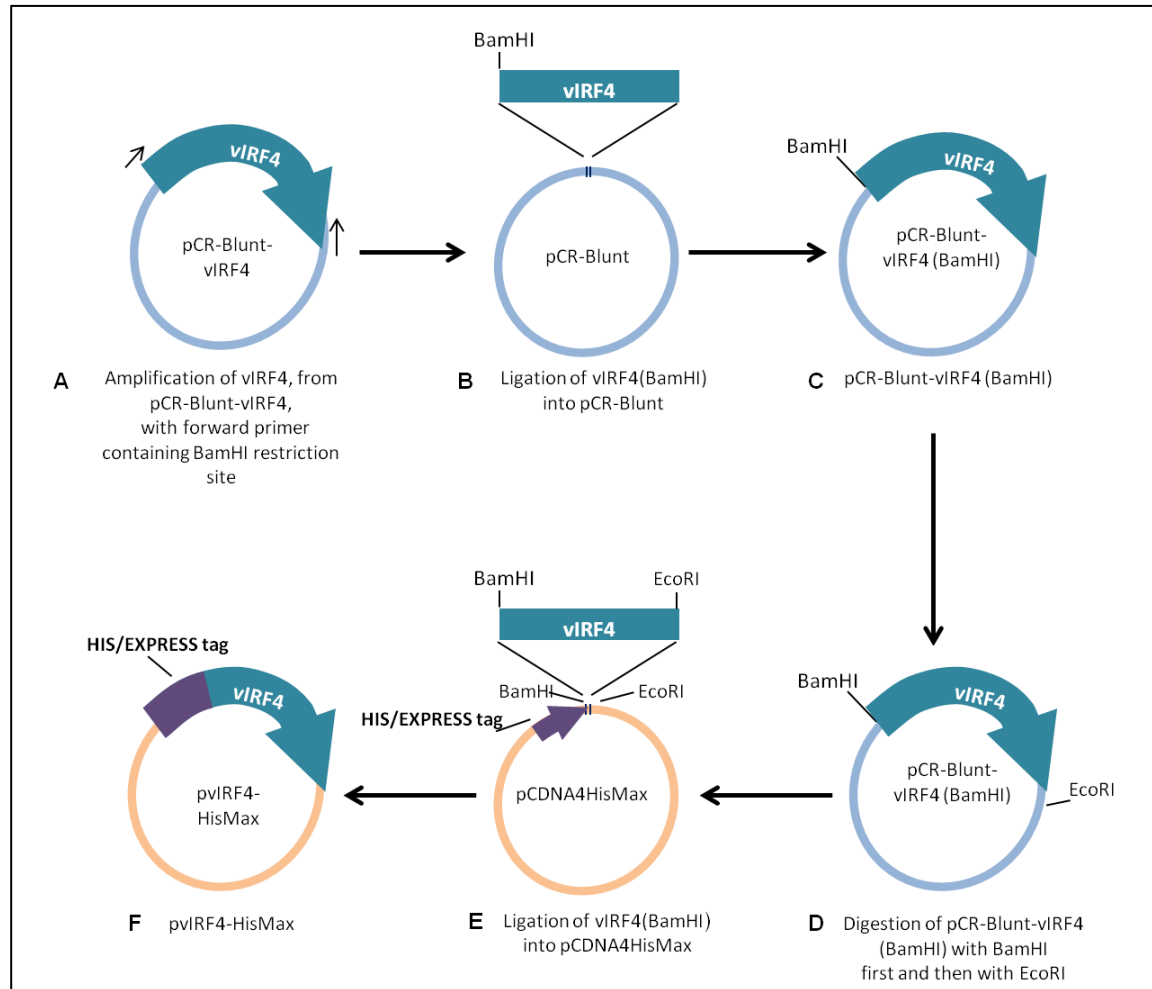 vIRF4
pCR-Blunt-
vIRF4
A Amplification of vIRF4, from
pCR-Blunt-vIRF4,
with forward primer
containing BamHI restriction
site
BamHI
vIRF4
pCR-Blunt
B Ligation of vIRF4(BamHI)
into pCR-Blunt
BamHI
vIRF4
pCR-Blunt-
vIRF4 (BamHI)
C pCR-Blunt-vIRF4 (BamHI)
BamHI
vIRF4
pCR-Blunt-
vIRF4 (BamHI)
EcoRI
D Digestion of pCR-Blunt-vIRF4
(BamHI) with BamHI
first and then with EcoRI
BamHI
EcoRI
vIRF4
BamHI
EcoRI
HIS/EXPRESS tag
pCDNA4HisMax
E Ligation of vIRF4(BamHI)
into pCDNA4HisMax
HIS/EXPRESS tag
vIRF4
pvIRF4-
HisMax
F pvIRF4-HisMax